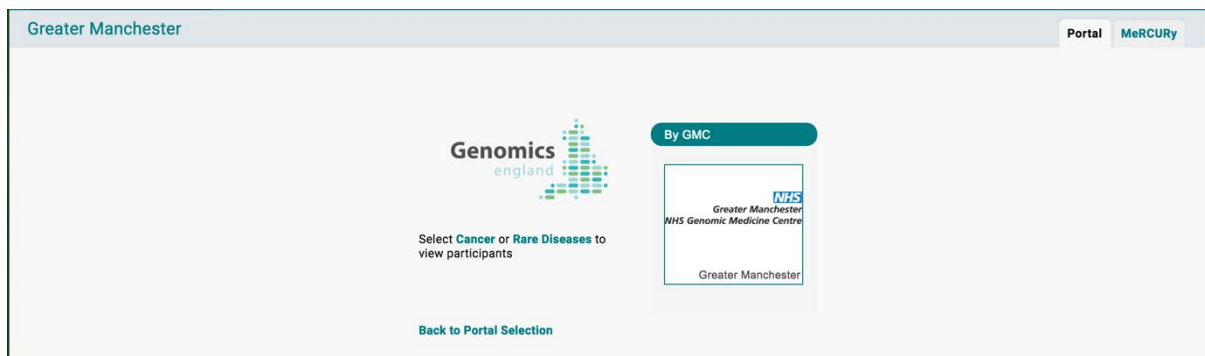 Greater Manchester
Portal
MeRCURy
Genomics
england
Select Cancer or Rare Diseases to
view participants
Back to Portal Selection
By GMC
NHS
Greater Manchester
NHS Genomic Medicine Centre
Greater Manchester